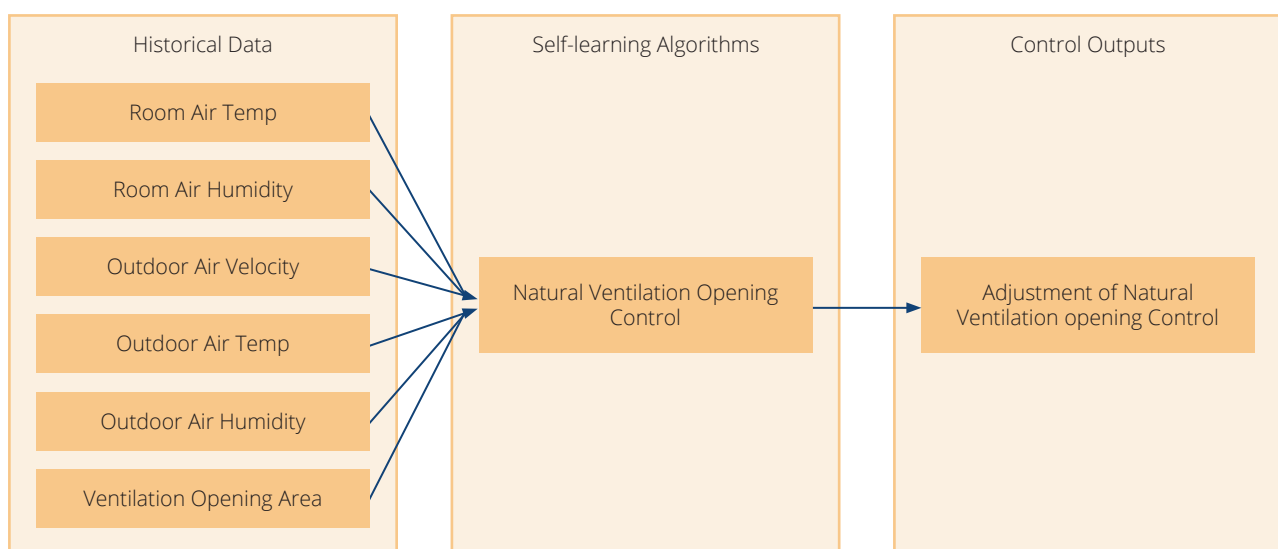 Historical Data
Room Air Temp
Room Air Humidity
Outdoor Air Velocity
Outdoor Air Temp
Outdoor Air Humidity
Ventilation Opening Area
Self-learning Algorithms
Natural Ventilation Opening
Control
Control Outputs
Adjustment of Natural
Ventilation opening Control